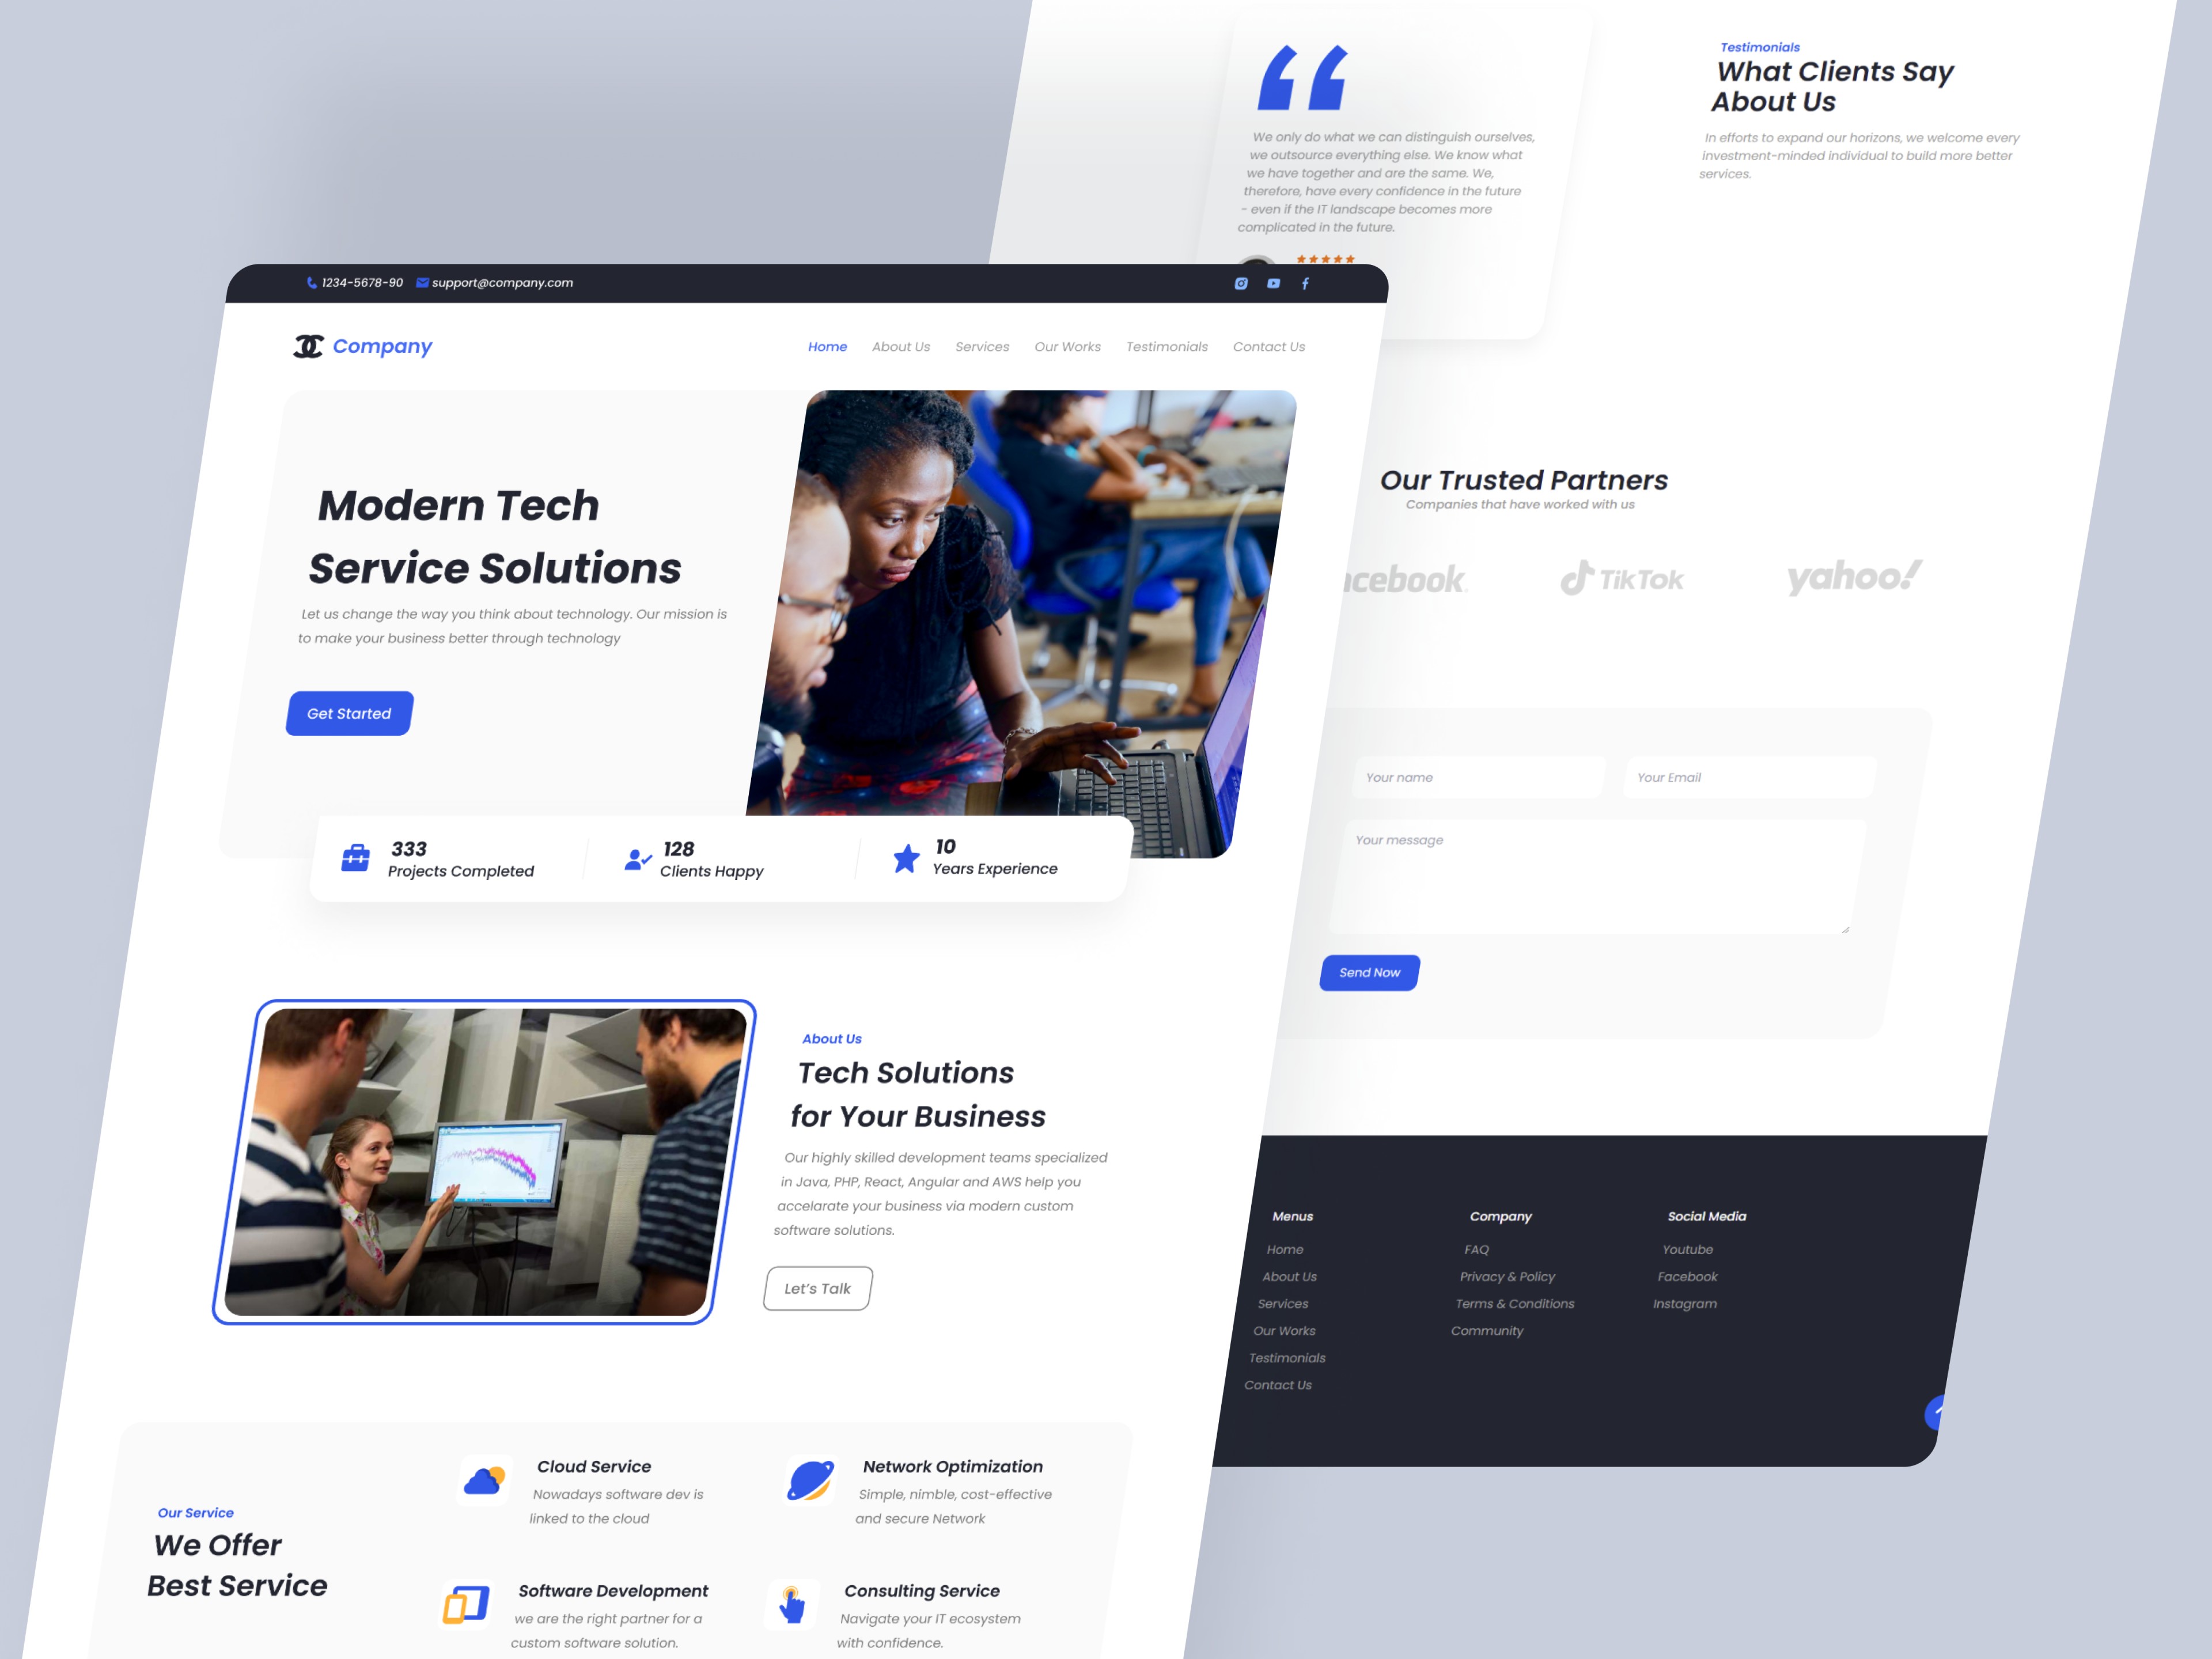 1234-5678-90 support@company.com
Company
Home About Us Services Our Works Testimonials Contact Us
Modern Tech
Service Solutions
Let us change the way you think about technology. Our mission is
to make your business better through technology
Get Started
333
Projects Completed
128
Clients Happy
10
Years Experience
About Us
Tech Solutions
for Your Business
Our highly skilled development teams specialized
in Java, PHP, React, Angular and AWS help you
accelarate your business via modern custom
software solutions.
Let's Talk
Our Service
We Offer
Best Service
Cloud Service
Nowadays software dev is
linked to the cloud
Network Optimization
Simple, nimble, cost-effective
and secure Network
Software Development
we are the right partner for a
custom software solution.
Consulting Service
Navigate your IT ecosystem
with confidence.
We only do what we can distinguish ourselves,
we outsource everything else. We know what
we have together and are the same. We,
therefore, have every confidence in the future
- even if the IT landscape becomes more
complicated in the future.
Testimonials
What Clients Say
About Us
In efforts to expand our horizons, we welcome every
investment-minded individual to build more better
services.
Our Trusted Partners
Companies that have worked with us
acebook TikTok yahoo!
Your name
Your Email
Your message
Send Now
Menus
Home
About Us
Services
Our Works
Testimonials
Contact Us
Company
FAQ
Privacy & Policy
Terms & Conditions
Community
Social Media
Youtube
Facebook
Instagram